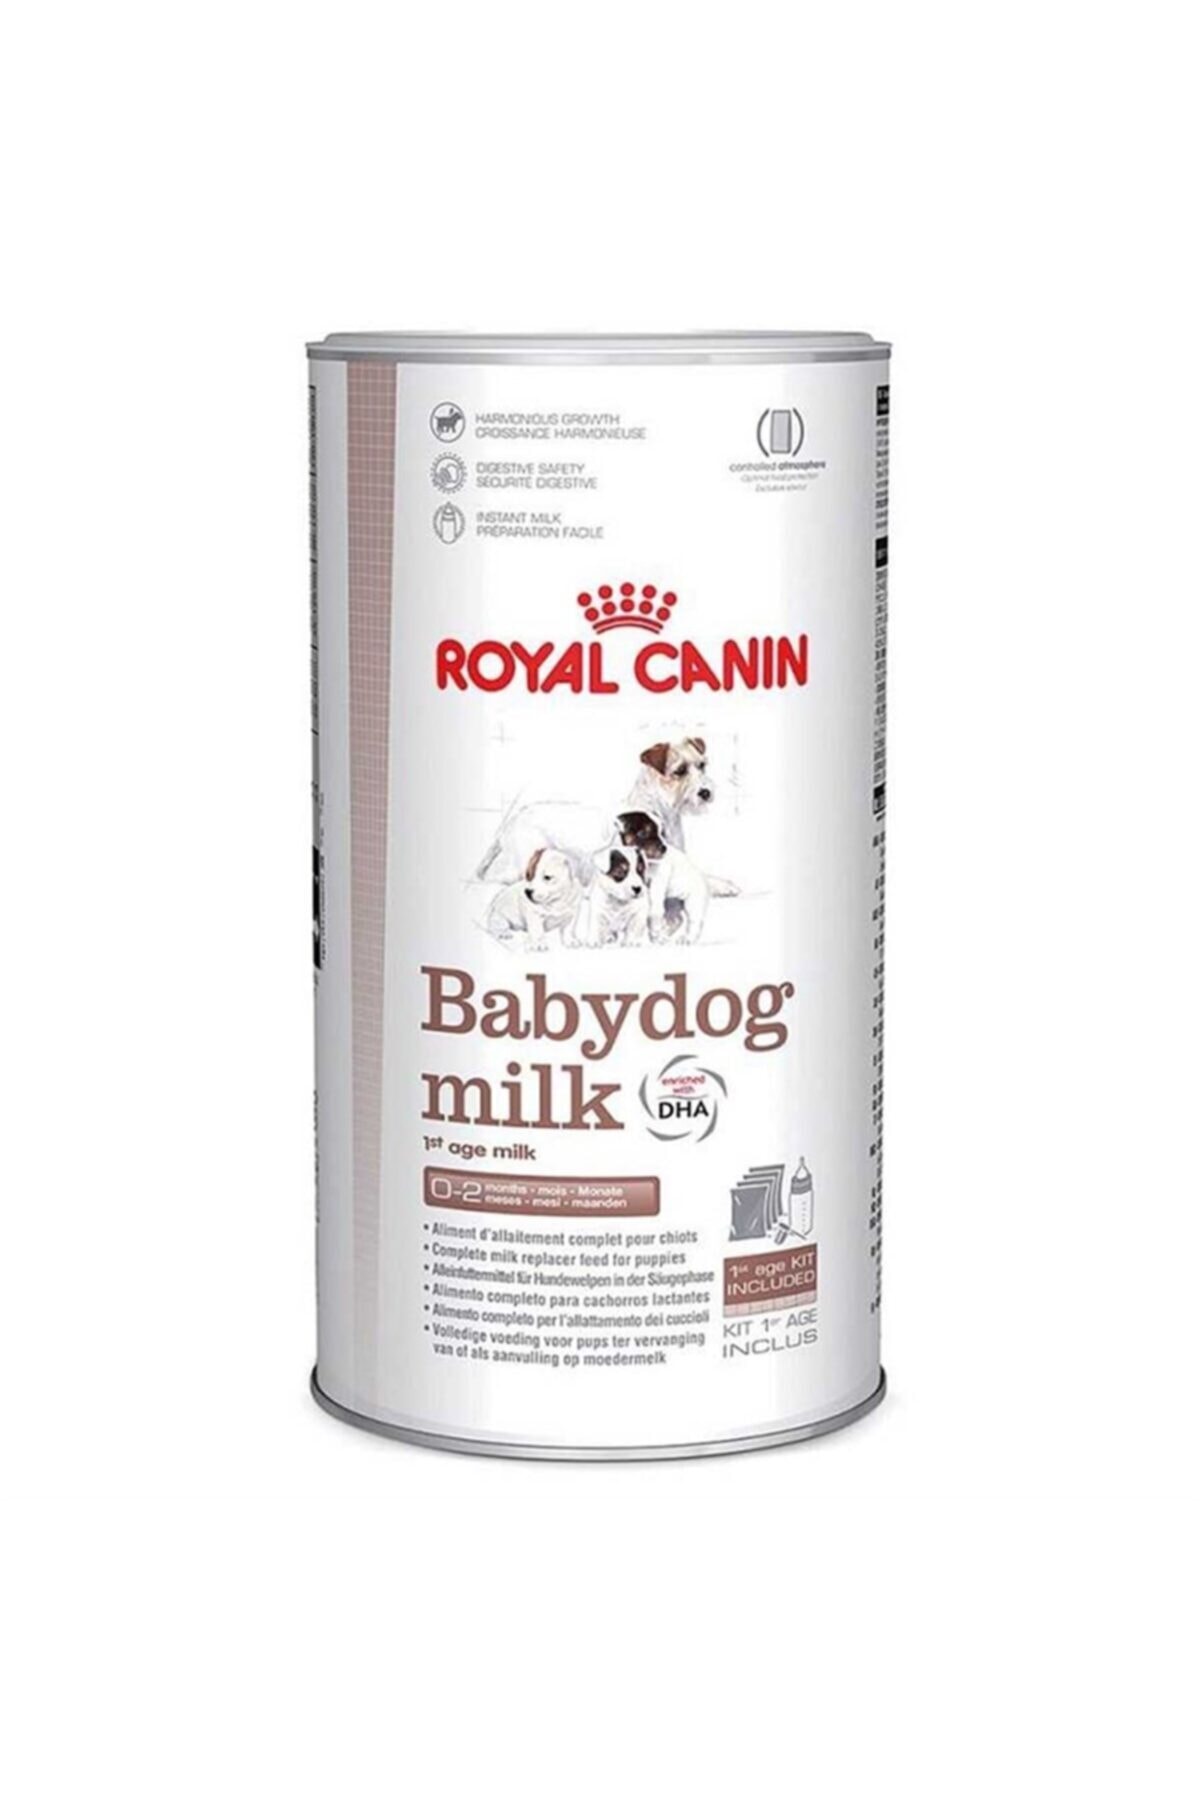 HARMONIOUS GROWTH
CROISSANCE HARMONIEUSE
DIGESTIVE SAFETY
SÉCURITÉ DIGESTIVE
INSTANT MILK
PRÉPARATION FACILE
controlled atmosphere
ROYAL CANIN
Babydog
milk
enriched
with
DHA
1st age milk
0-2 months - mois - Monate
meses - mesi - maanden
• Aliment d'allaitement complet pour chiots
• Complete milk replacer feed for puppies
• Alleinfuttermittel für Hundewelpen in der Säugephase
• Alimento completo para cachorros lactantes
• Alimento completo per l'allattamento dei cuccioli
• Volledige voeding voor pups ter vervanging
van of als aanvulling op moedermelk
1st age KIT
INCLUDED
KIT 1er AGE
INCLUS